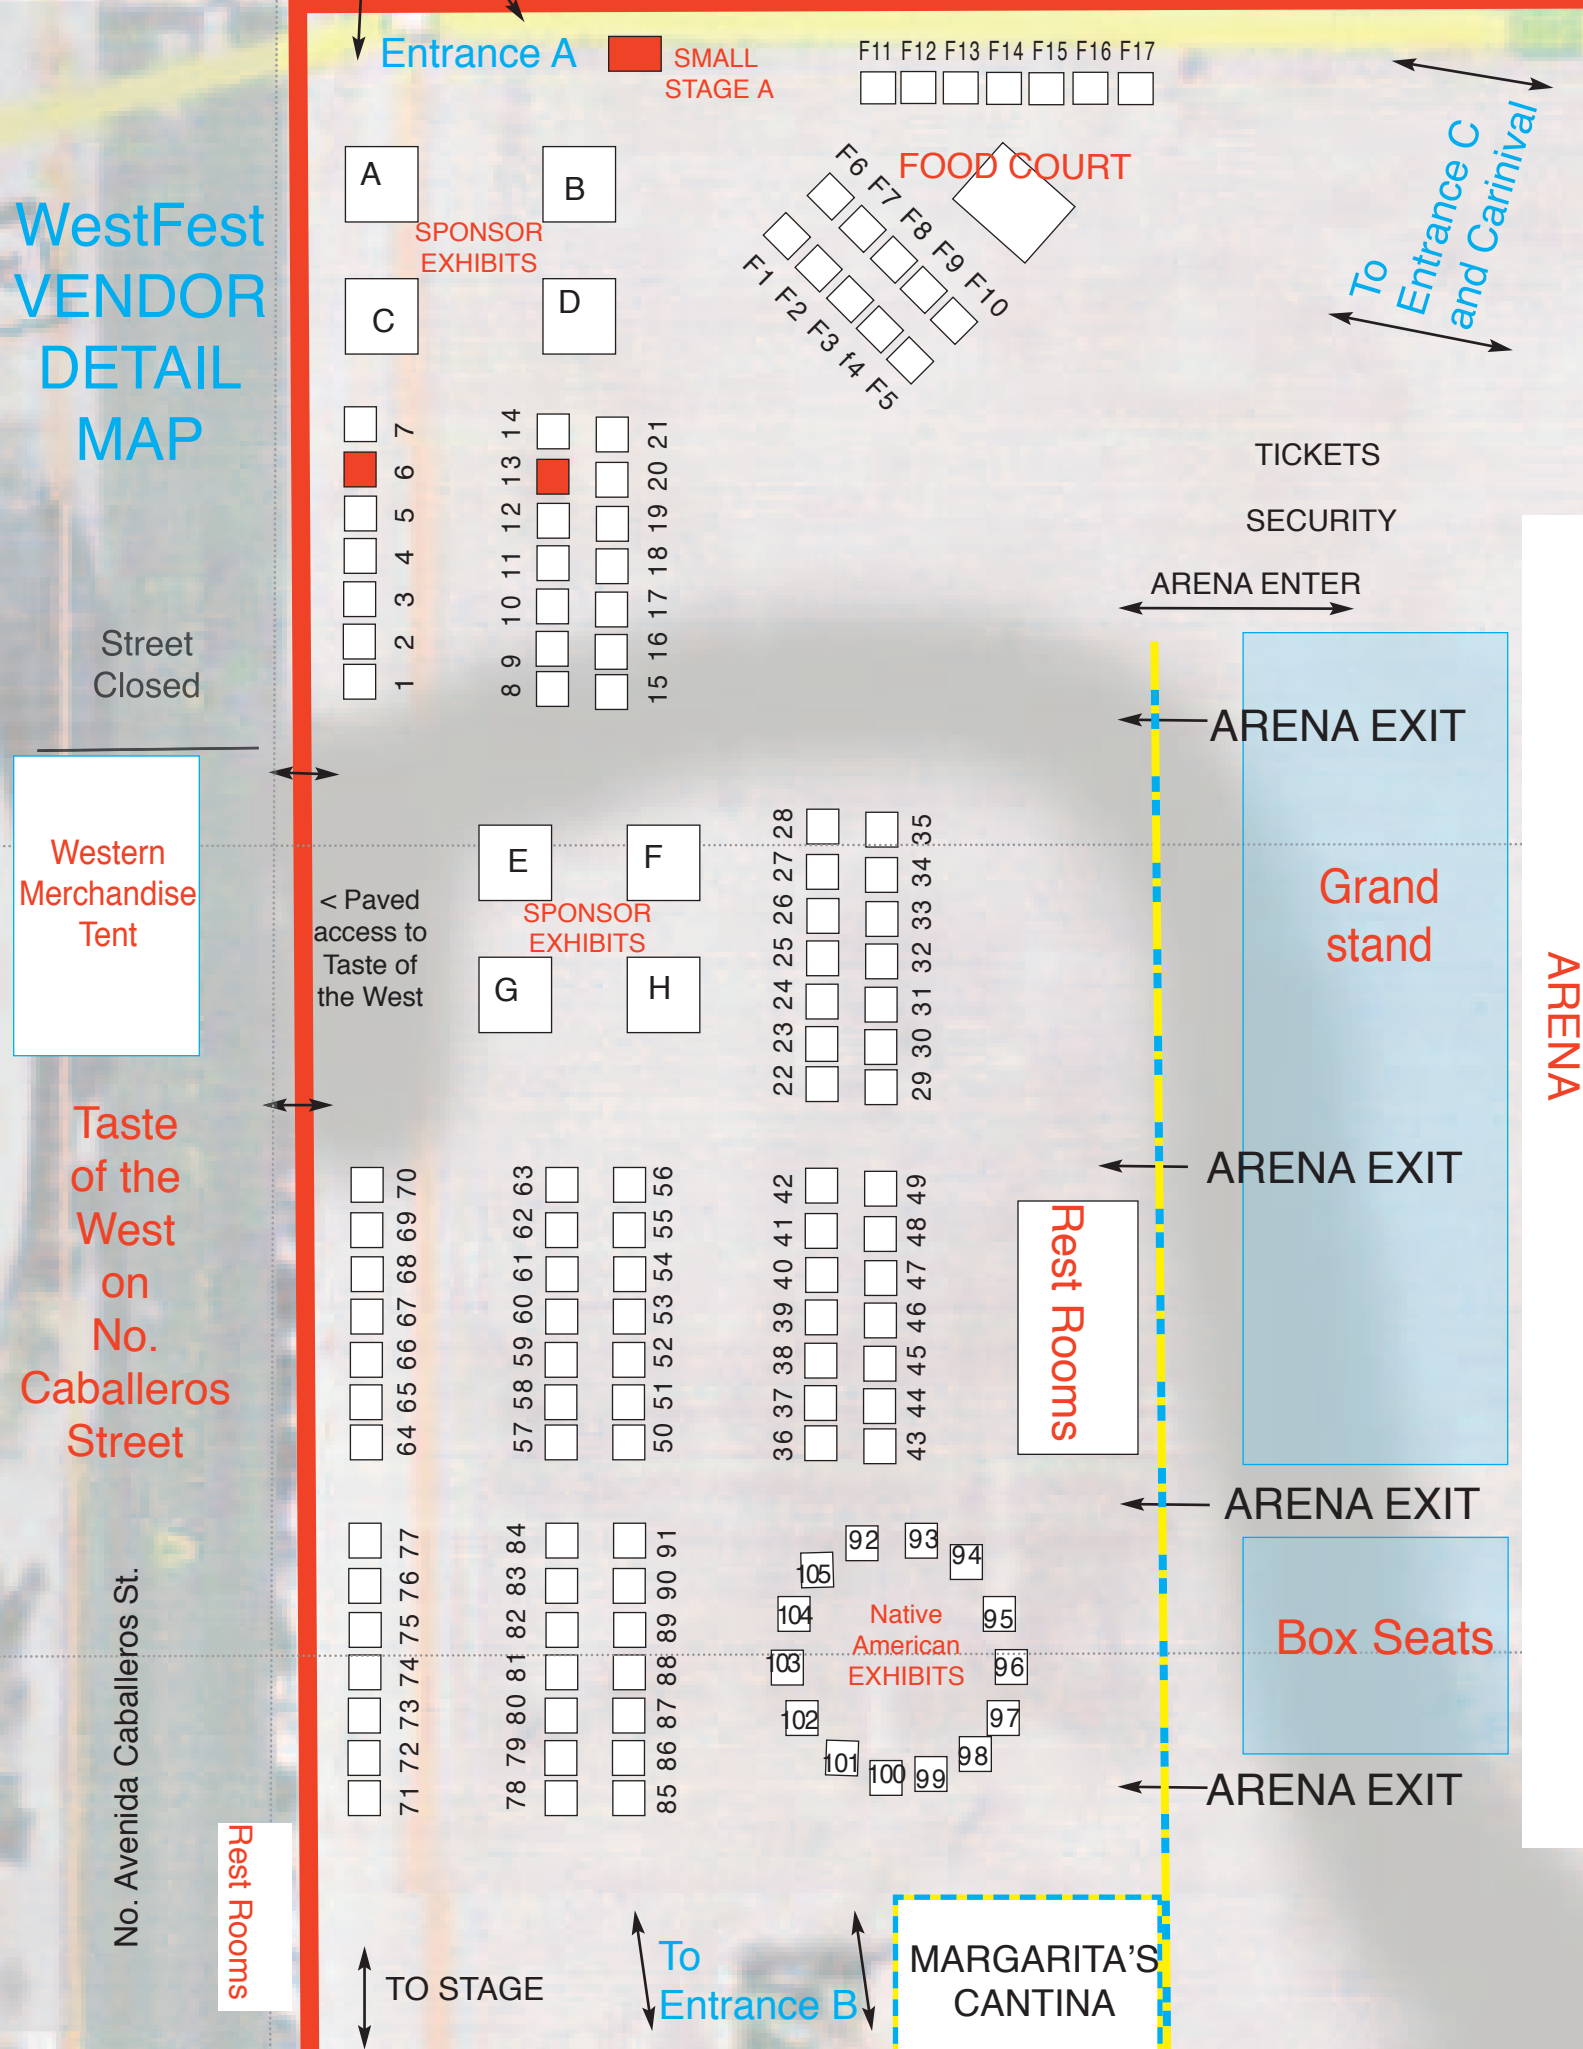 Entrance A
SMALL
STAGE A
F11 F12 F13 F14 F15 F16 F17
To
Entrance C
and Carinival
WestFest
VENDOR
DETAIL
MAP
A
B
SPONSOR
EXHIBITS
C
D
FOOD COURT
F6 F7 F8 F9 F10
F1 F2 F3 f4 F5
7
6
5
4
3
2
1
14
13
12
11
10
9
8
21
20
19
18
17
16
15
TICKETS
SECURITY
ARENA ENTER
Street
Closed
ARENA EXIT
Western
Merchandise
Tent
< Paved
access to
Taste of
the West
E
F
SPONSOR
EXHIBITS
G
H
28
27
26
25
24
23
22
35
34
33
32
31
30
29
Grand
stand
ARENA
Taste
of the
West
on
No.
Caballeros
Street
ARENA EXIT
70
69
68
67
66
65
64
63
62
61
60
59
58
57
56
55
54
53
52
51
50
42
41
40
39
38
37
36
49
48
47
46
45
44
43
Rest Rooms
ARENA EXIT
77
76
75
74
73
72
71
84
83
82
81
80
79
78
91
90
89
88
87
86
85
92
93
94
95
96
97
98
99
100
101
102
103
104
105
Native
American
EXHIBITS
Box Seats
ARENA EXIT
No. Avenida Caballeros St.
Rest Rooms
TO STAGE
To
Entrance B
MARGARITA'S
CANTINA